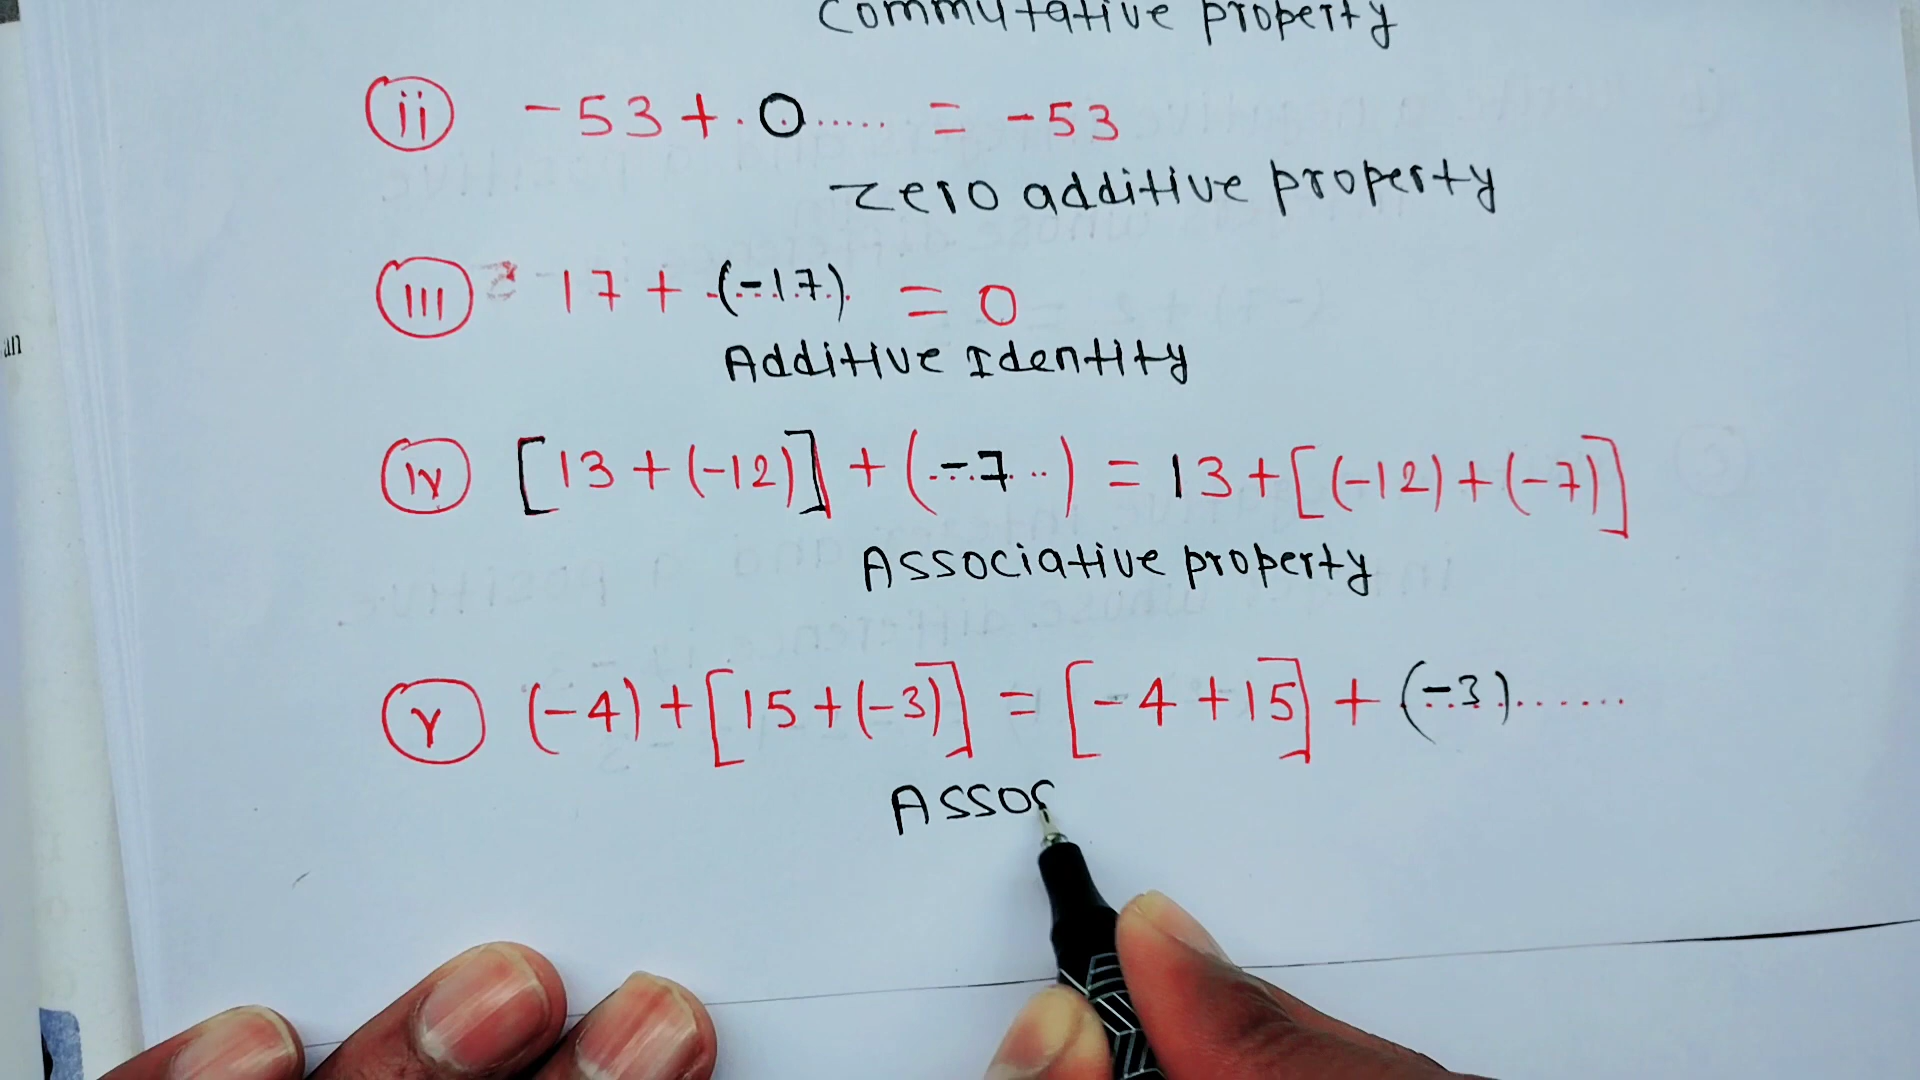 Commutative property
ii -53 + 0 ..... = -53
Zero additive property
iii 17 + (-17) = 0
Additive Identity
iv [13 + (-12)] + (-7) = 13 + [(-12) + (-7)]
Associative property
v (-4) + [15 + (-3)] = [-4 + 15] + (-3) ......
Assoc
an